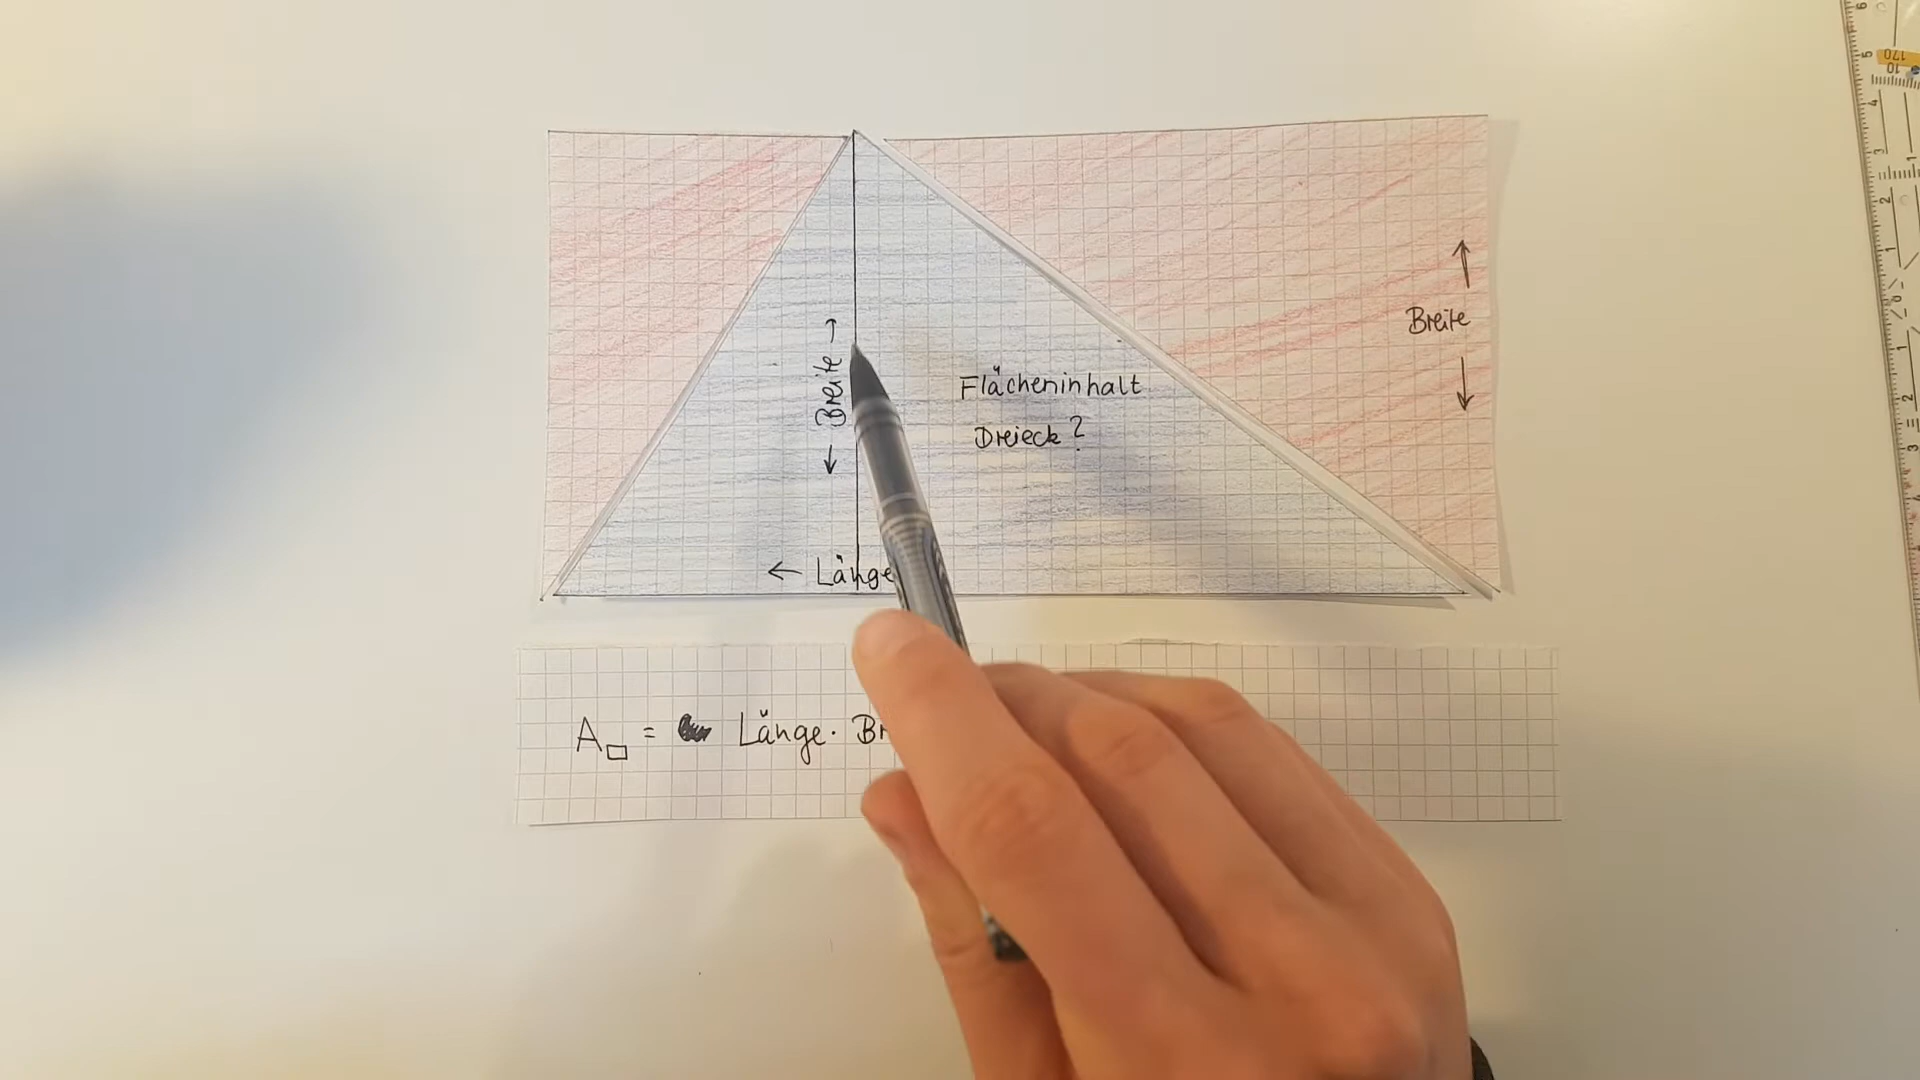 Breite
← Breite →
Flächeninhalt
Dreieck?
← Länge
A▭ = Länge · Br